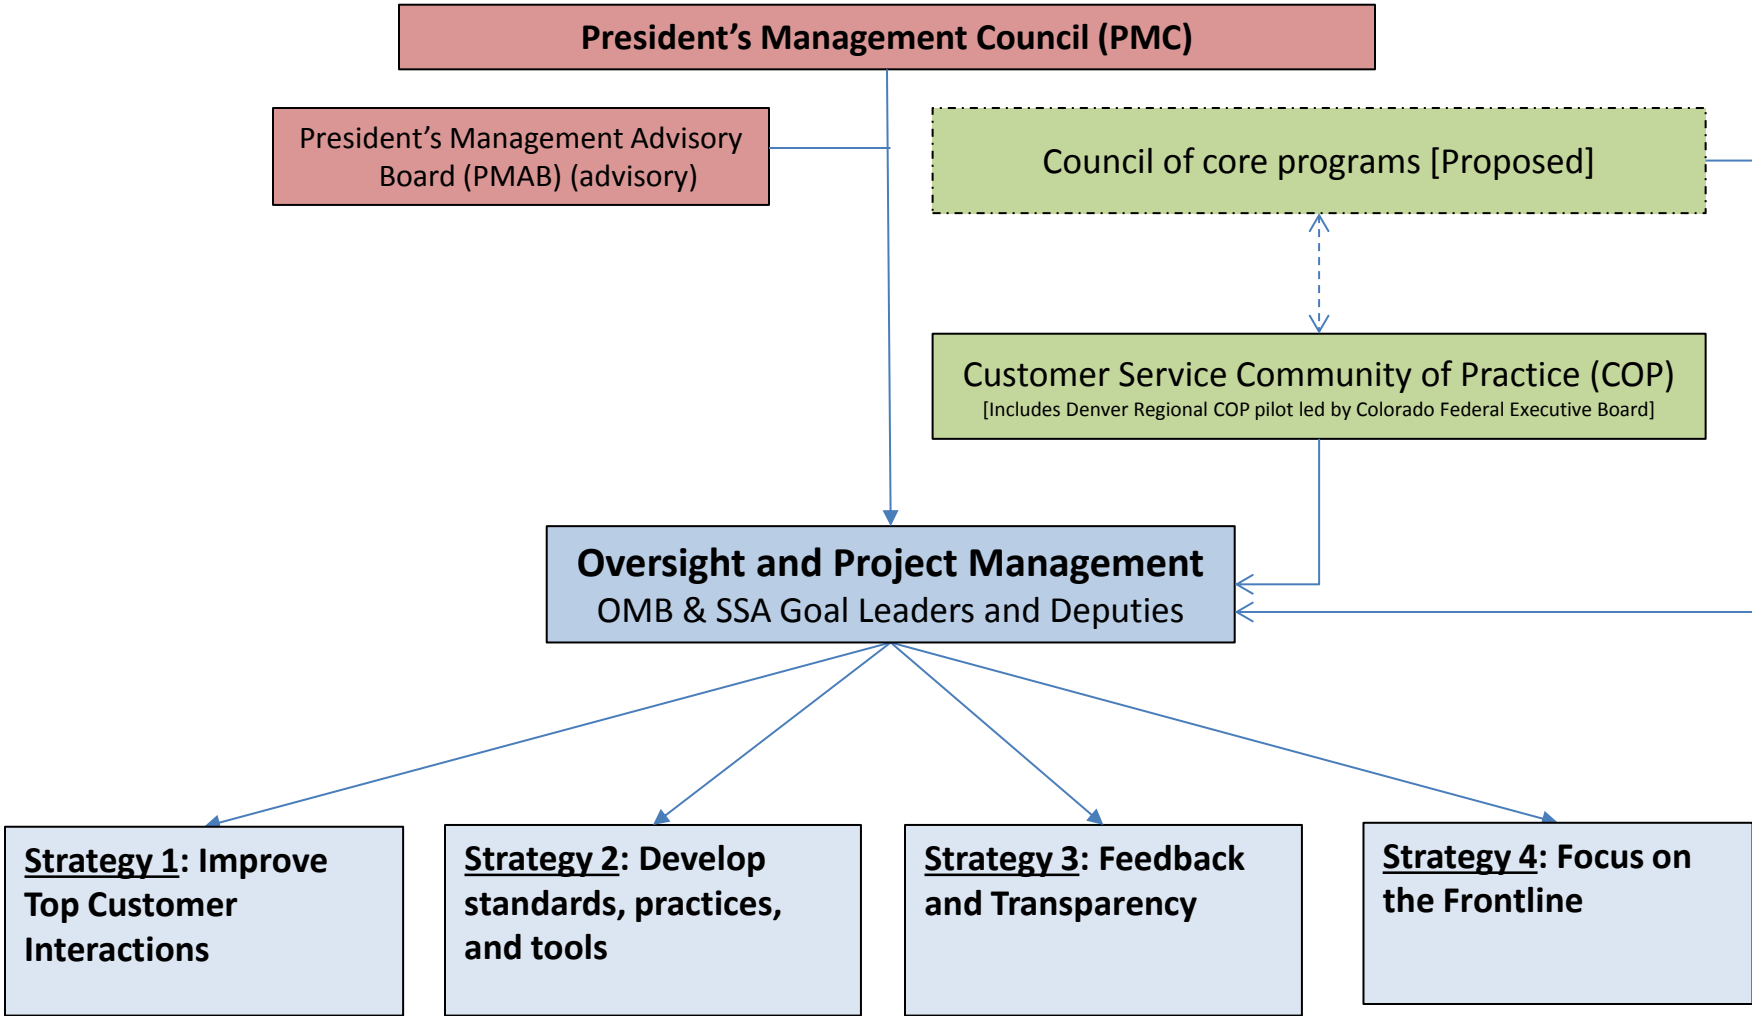 President’s Management Council (PMC)
President’s Management Advisory
Board (PMAB) (advisory)
Council of core programs [Proposed]
Customer Service Community of Practice (COP)
[Includes Denver Regional COP pilot led by Colorado Federal Executive Board]
Oversight and Project Management
OMB & SSA Goal Leaders and Deputies
Strategy 1: Improve
Top Customer
Interactions
Strategy 2: Develop
standards, practices,
and tools
Strategy 3: Feedback
and Transparency
Strategy 4: Focus on
the Frontline